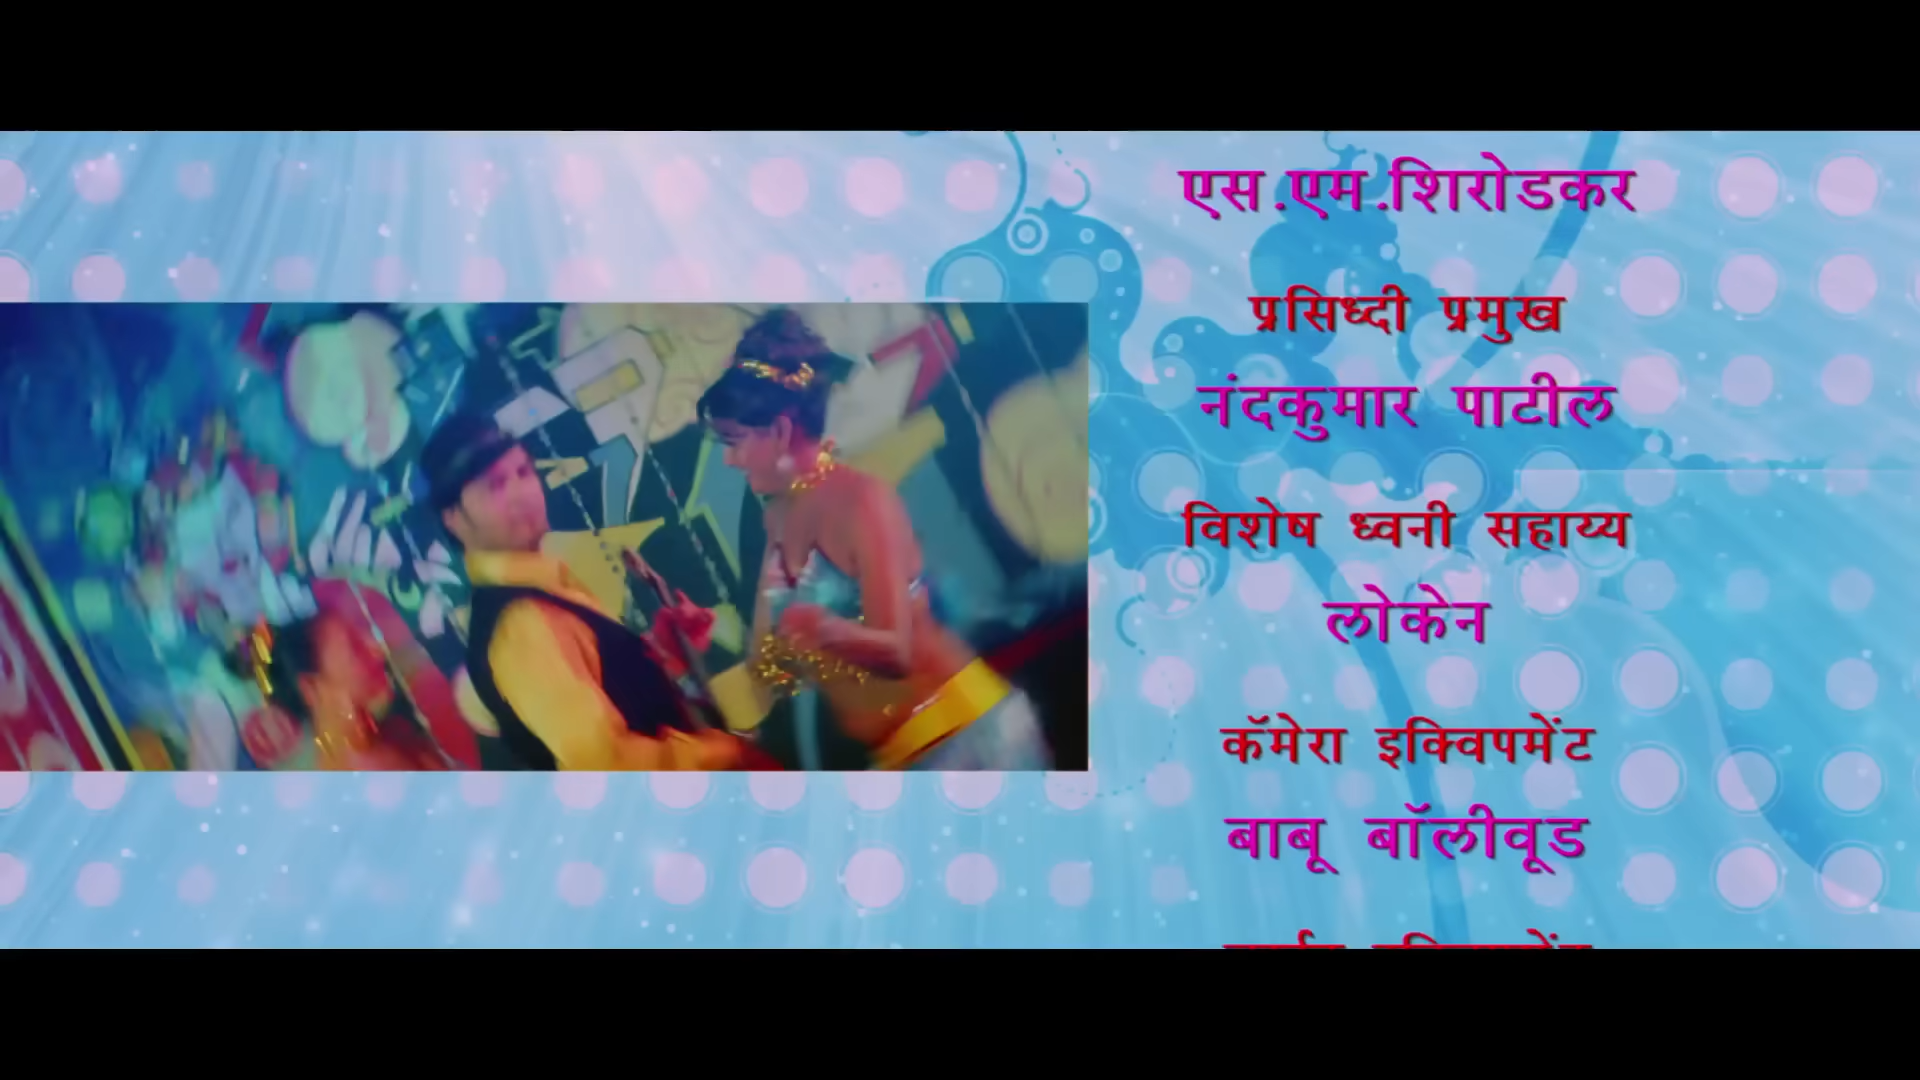 एस.एम.शिरोडकर
प्रसिध्दी प्रमुख
नंदकुमार पाटील
विशेष ध्वनी सहाय्य
लोकेन
कॅमेरा इक्विपमेंट
बाबू बॉलीवूड